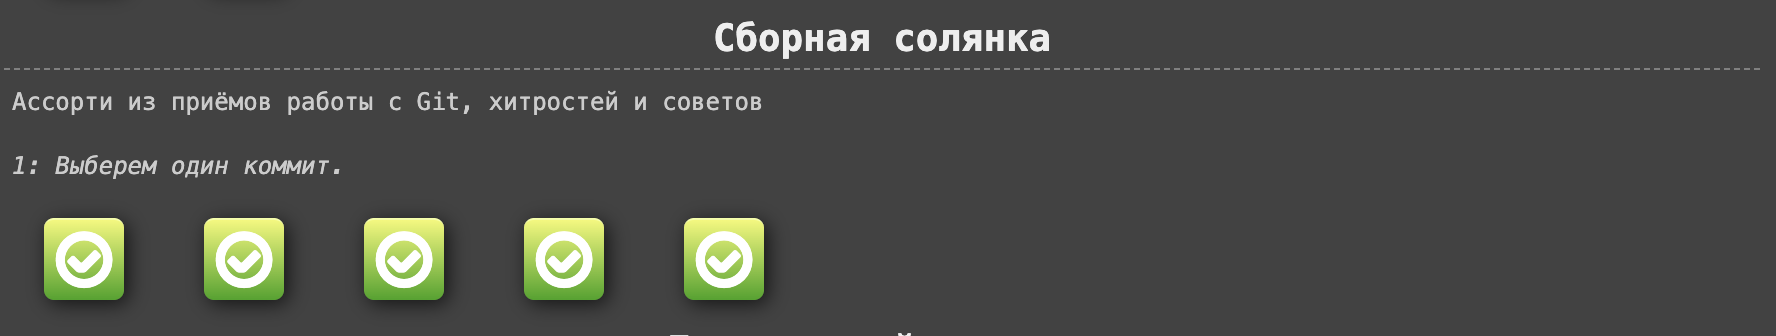 Сборная солянка
Ассорти из приёмов работы с Git, хитростей и советов
1: Выберем один коммит.